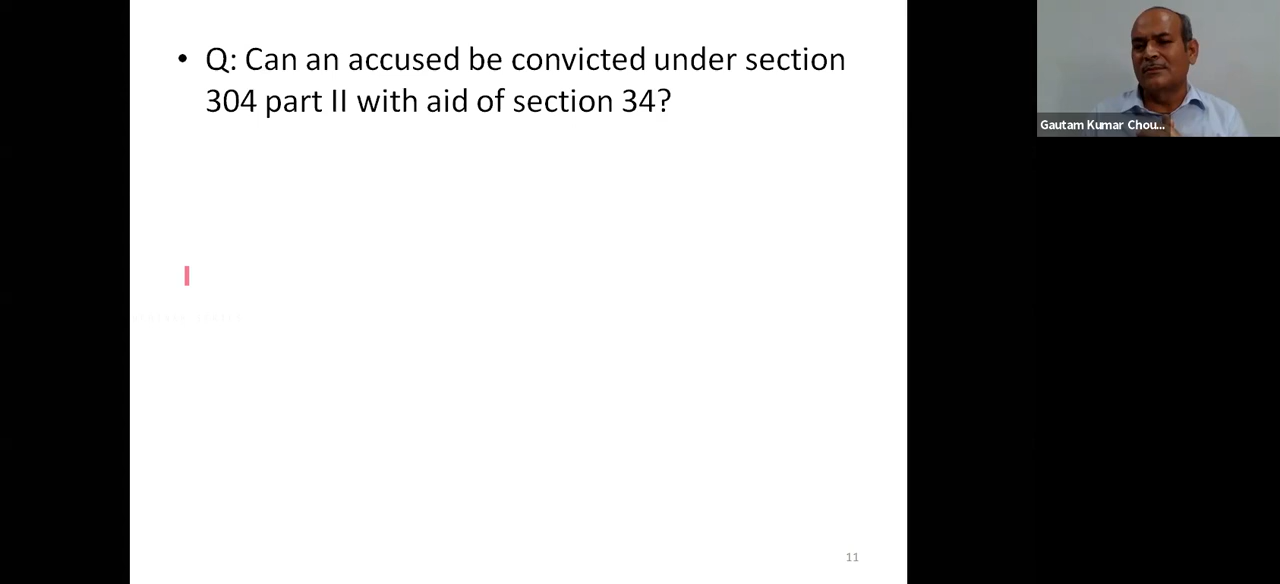 • Q: Can an accused be convicted under section
304 part II with aid of section 34?
Gautam Kumar Chou...
11